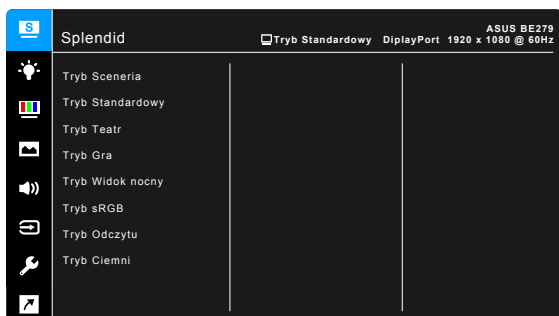 S
Splendid
Tryb Standardowy DiplayPort 1920 x 1080 @ 60Hz
ASUS BE279
Tryb Sceneria
Tryb Standardowy
Tryb Teatr
Tryb Gra
Tryb Widok nocny
Tryb sRGB
Tryb Odczytu
Tryb Ciemni